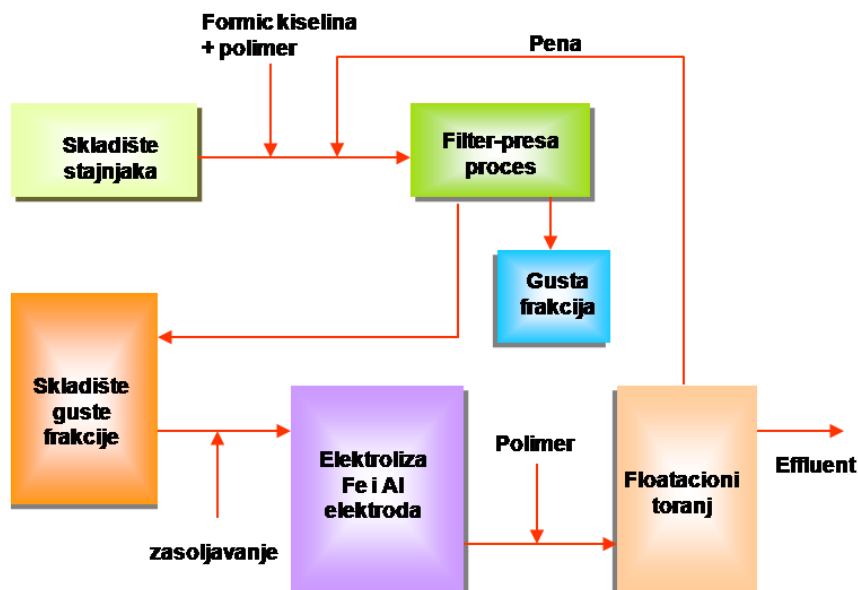 Formic kiselina
+ polimer
Pena
Skladište
stajnjaka
Filter-presa
proces
Gusta
frakcija
Skladište
guste
frakcije
Elektroliza
Fe i Al
elektroda
Polimer
Floatacioni
toranj
Effluent
zasoljavanje